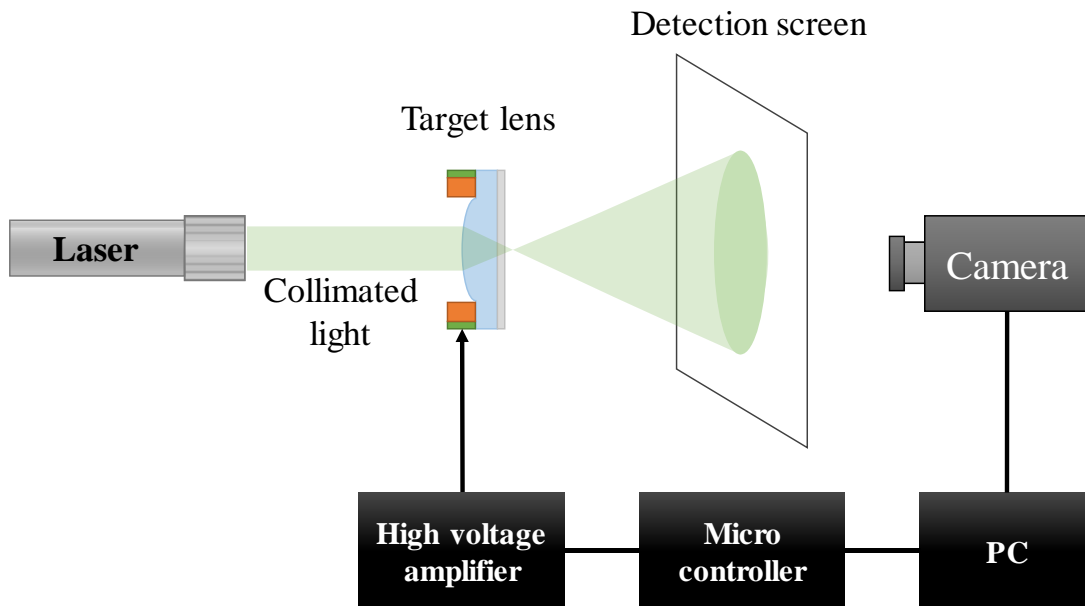 Detection screen
Target lens
Laser
Collimated
light
Camera
High voltage
amplifier
Micro
controller
PC